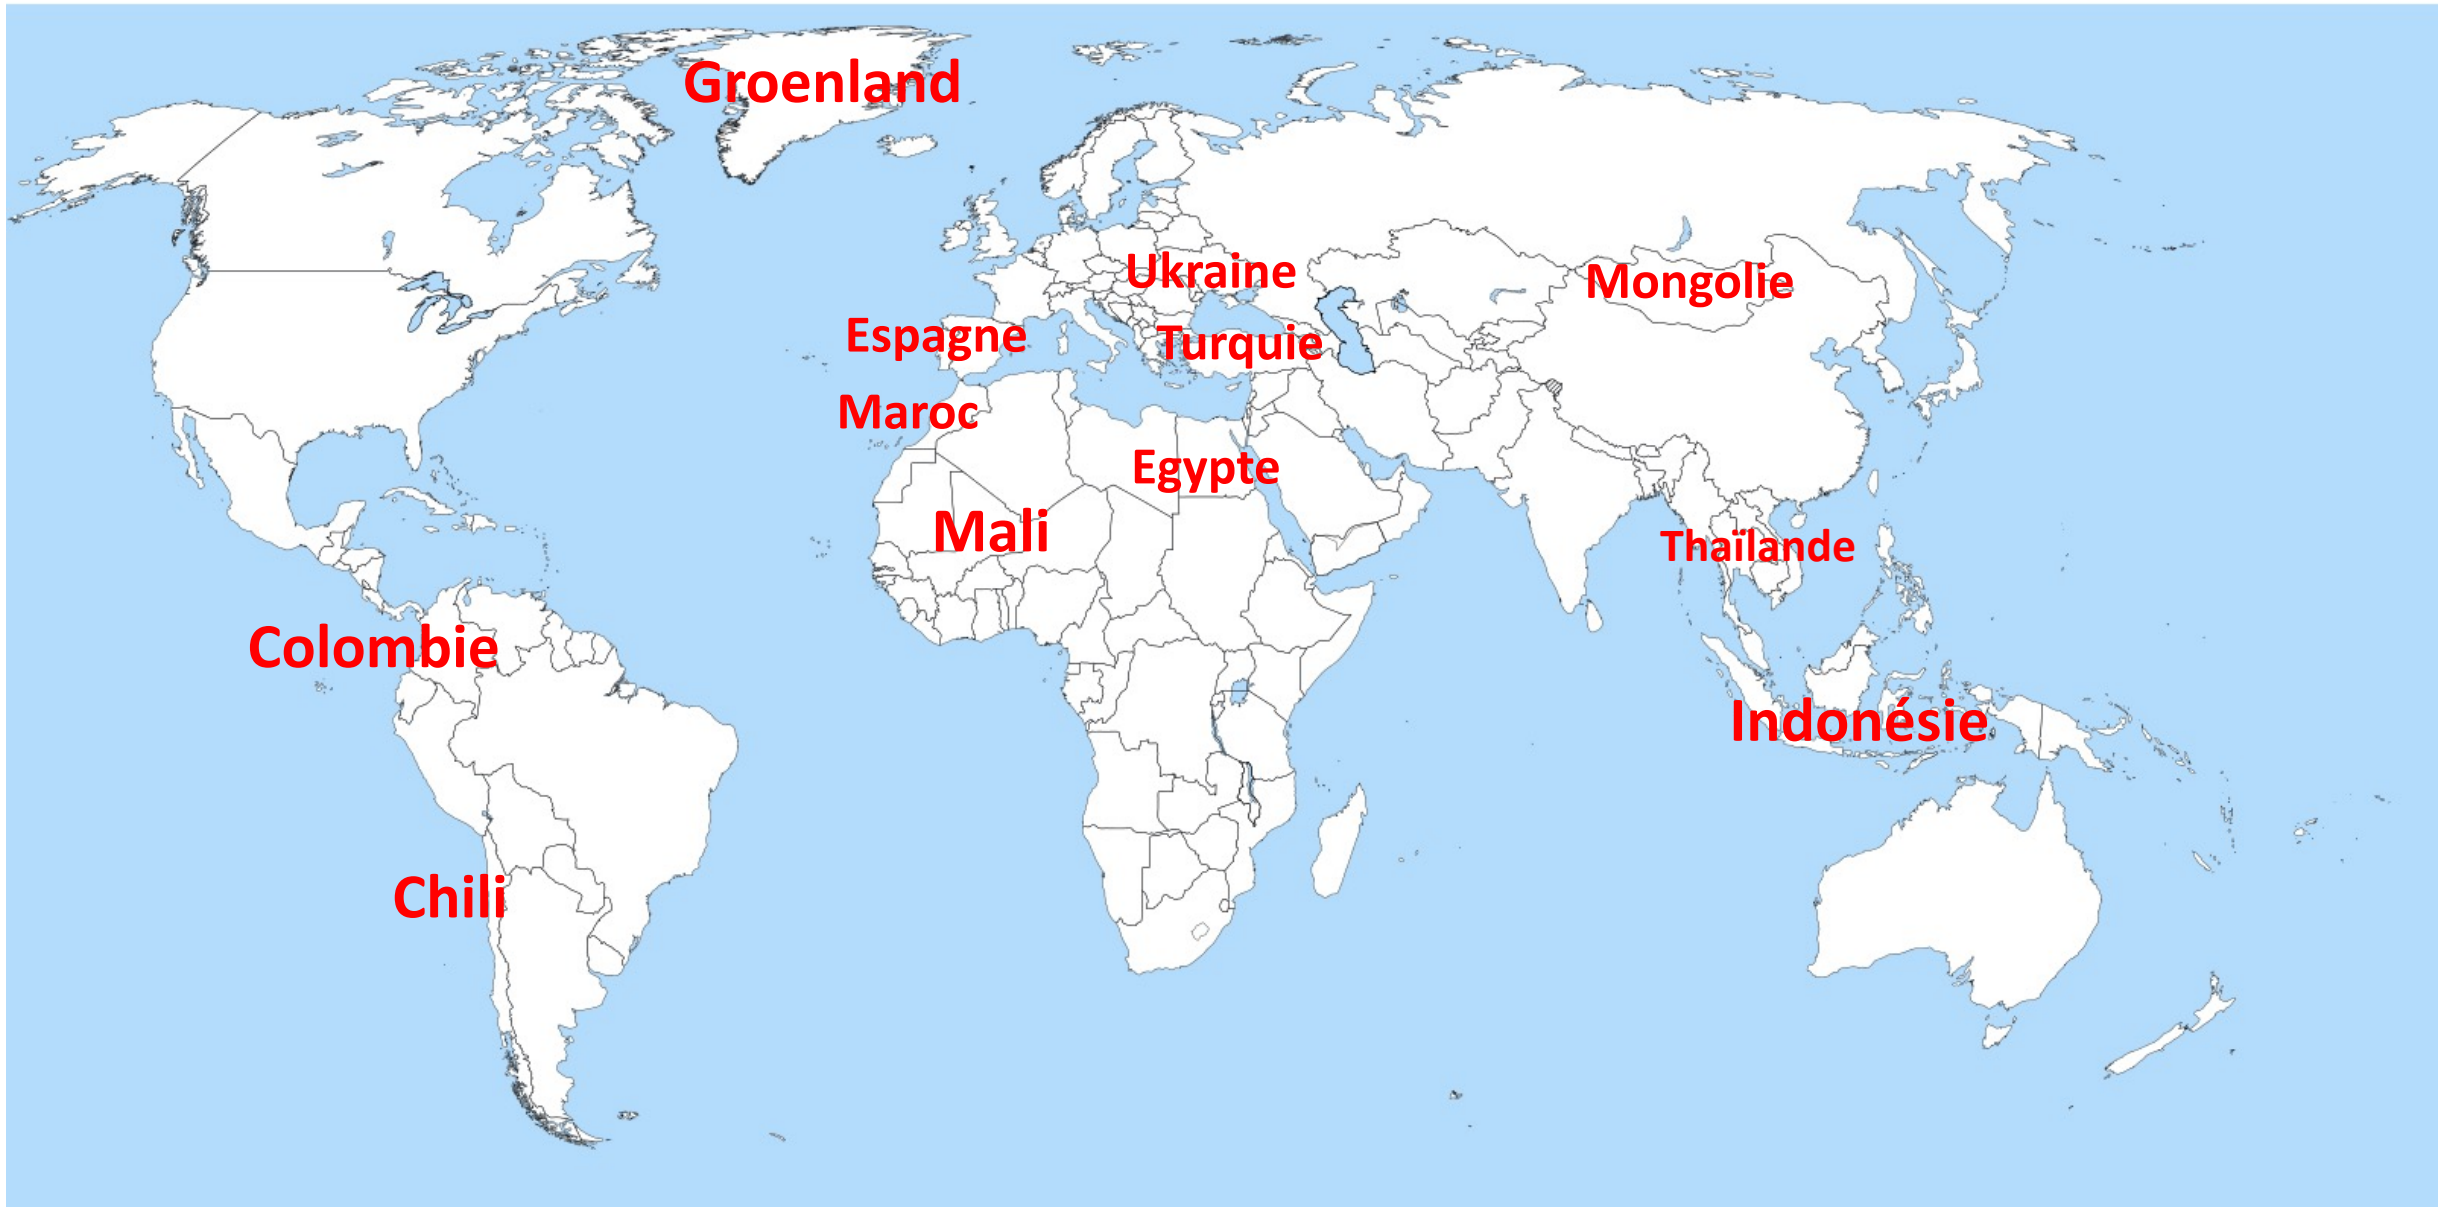 Groenland
Ukraine
Mongolie
Espagne
Turquie
Maroc
Egypte
Mali
Thaïlande
Colombie
Indonésie
Chili